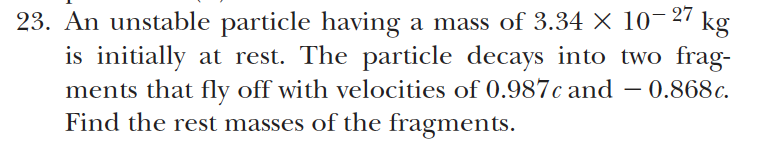 23. An unstable particle having a mass of 3.34 × 10⁻²⁷ kg
is initially at rest. The particle decays into two frag-
ments that fly off with velocities of 0.987c and − 0.868c.
Find the rest masses of the fragments.